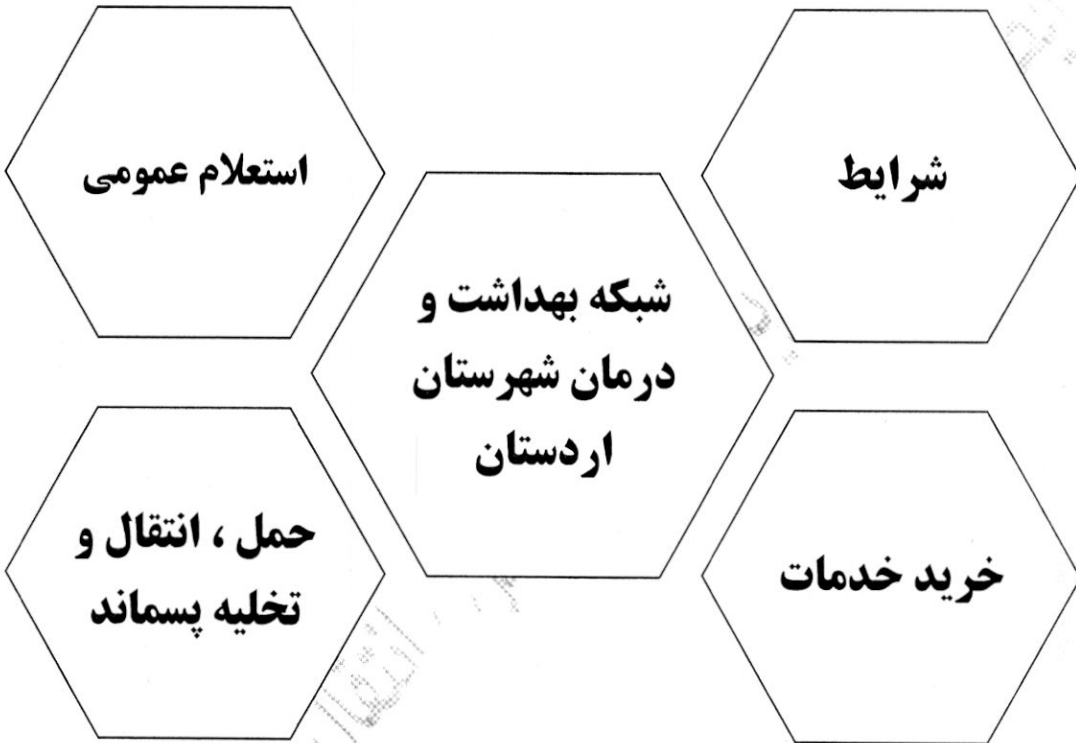 شرایط
استعلام عمومی
شبکه بهداشت و
درمان شهرستان
اردستان
خرید خدمات
حمل ، انتقال و
تخلیه پسماند